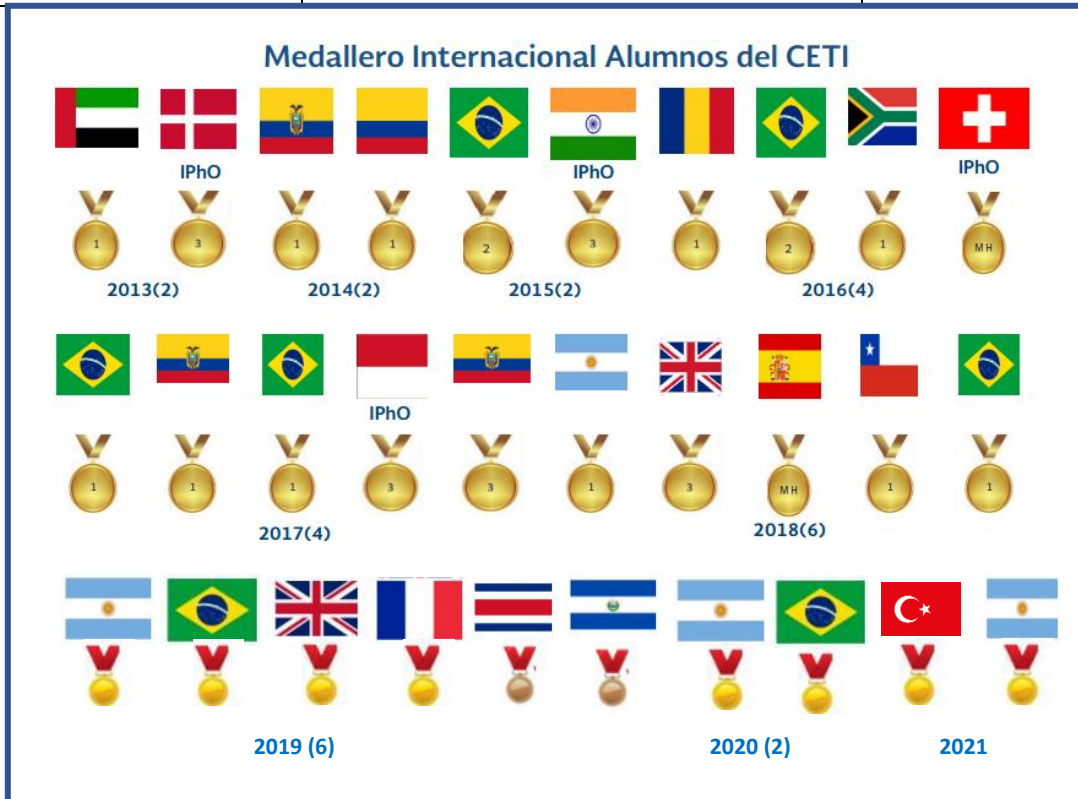 Medallero Internacional Alumnos del CETI
IPhO IPhO IPhO
1 3 1 1 2 3 1 2 1 MH
2013(2) 2014(2) 2015(2) 2016(4)
IPhO
1 1 1 3 3 1 3 MH 1 1
2017(4) 2018(6)
2019 (6) 2020 (2) 2021